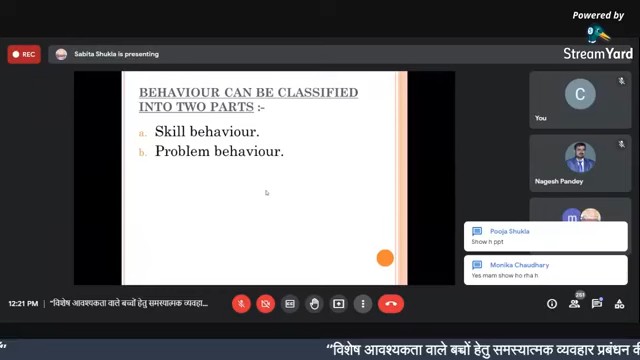 Powered by
StreamYard
REC
Sabita Shukla is presenting
BEHAVIOUR CAN BE CLASSIFIED
INTO TWO PARTS :-
a. Skill behaviour.
b. Problem behaviour.
C
You
Nagesh Pandey
m
Pooja Shukla
Show h ppt
Monika Chaudhary
Yes mam show ho rha h
12:21 PM
"विशेष आवश्यकता वाले बच्चों हेतु समस्यात्मक व्यवहा...
251
"विशेष आवश्यकता वाले बच्चों हेतु समस्यात्मक व्यवहार प्रबंधन की